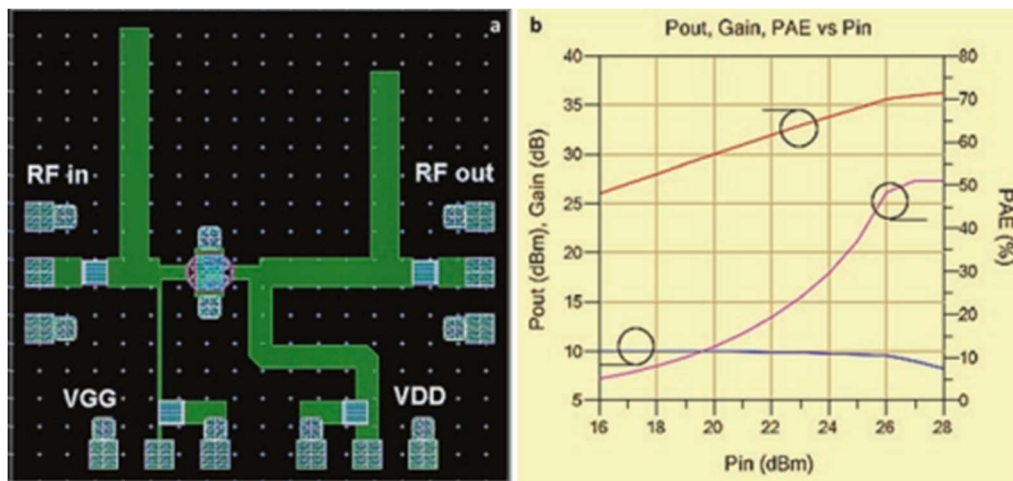 a
RF in
RF out
VGG
VDD
b
Pout, Gain, PAE vs Pin
Pout (dBm), Gain (dB)
40
35
30
25
20
15
10
5
80
70
60
50
40
30
20
10
0
PAE (%)
16
18
20
22
24
26
28
Pin (dBm)